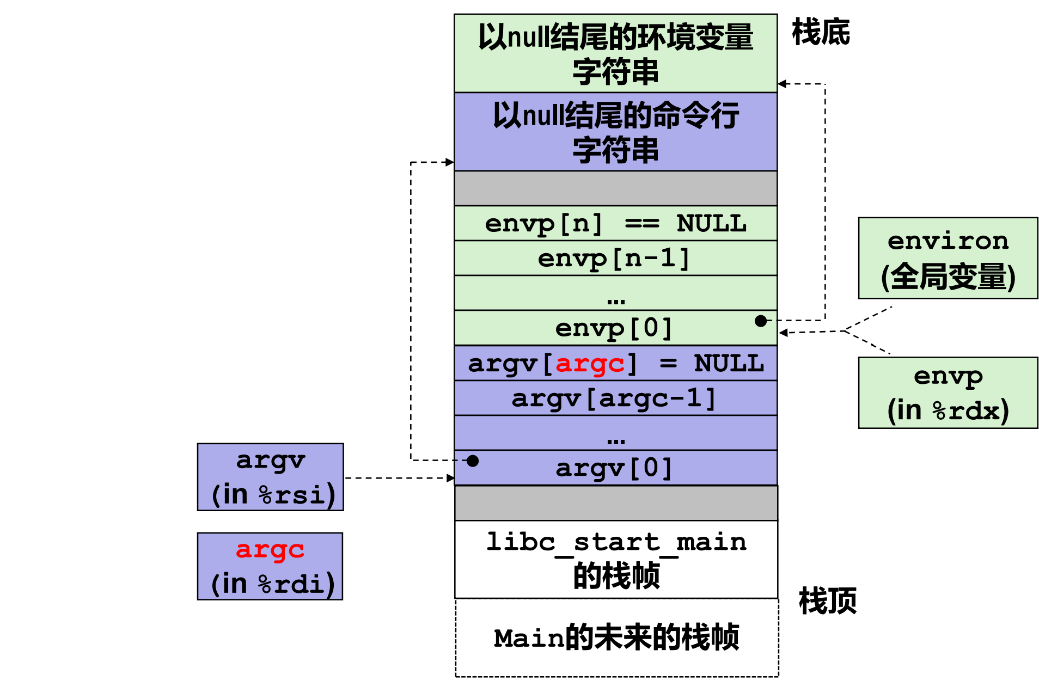 以null结尾的环境变量
字符串
栈底
以null结尾的命令行
字符串
envp[n] == NULL
envp[n-1]
…
envp[0]
environ
(全局变量)
argv[argc] = NULL
argv[argc-1]
…
argv[0]
envp
(in %rdx)
argv
(in %rsi)
argc
(in %rdi)
libc_start_main
的栈帧
栈顶
Main的未来的栈帧